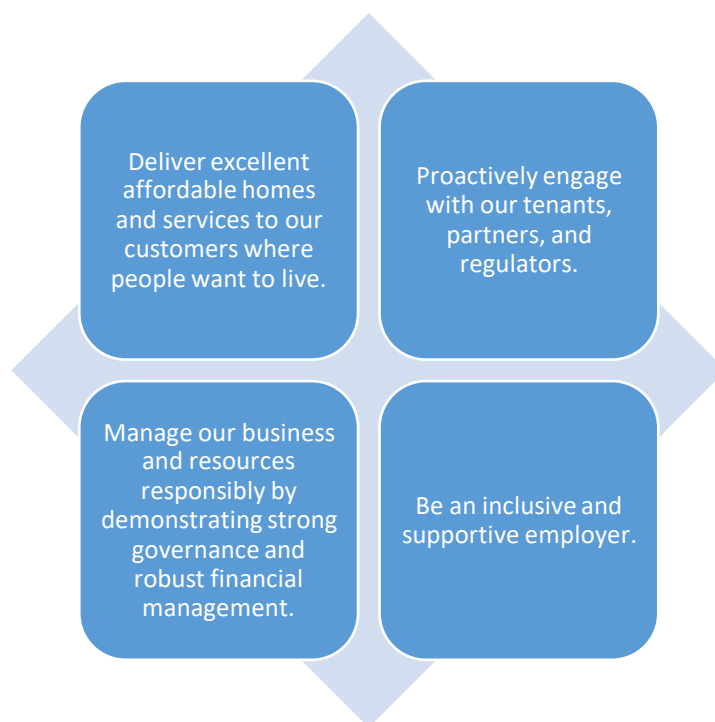 Deliver excellent
affordable homes
and services to our
customers where
people want to live.
Proactively engage
with our tenants,
partners, and
regulators.
Manage our business
and resources
responsibly by
demonstrating strong
governance and
robust financial
management.
Be an inclusive and
supportive employer.